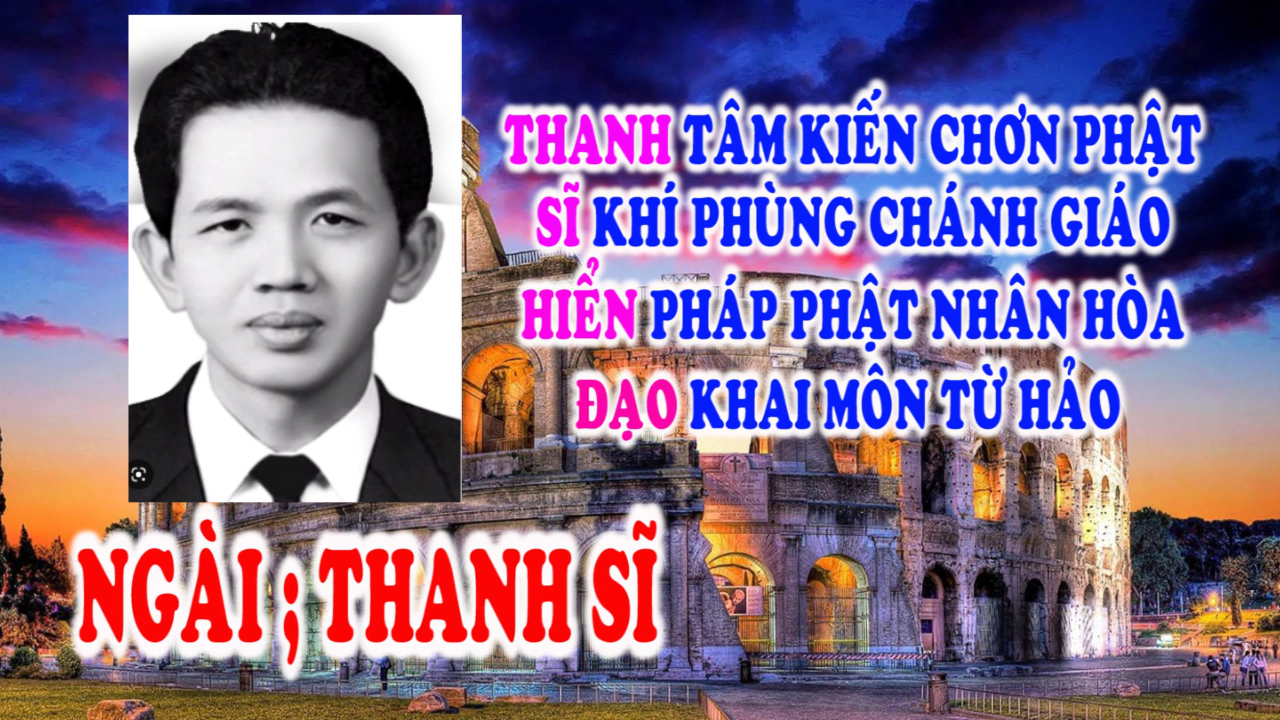 THANH TÂM KIẾN CHƠN PHẬT
SĨ KHÍ PHÙNG CHÁNH GIÁO
HIỂN PHÁP PHẬT NHÂN HÒA
ĐẠO KHAI MÔN TỪ HẢO
NGÀI ; THANH SĨ